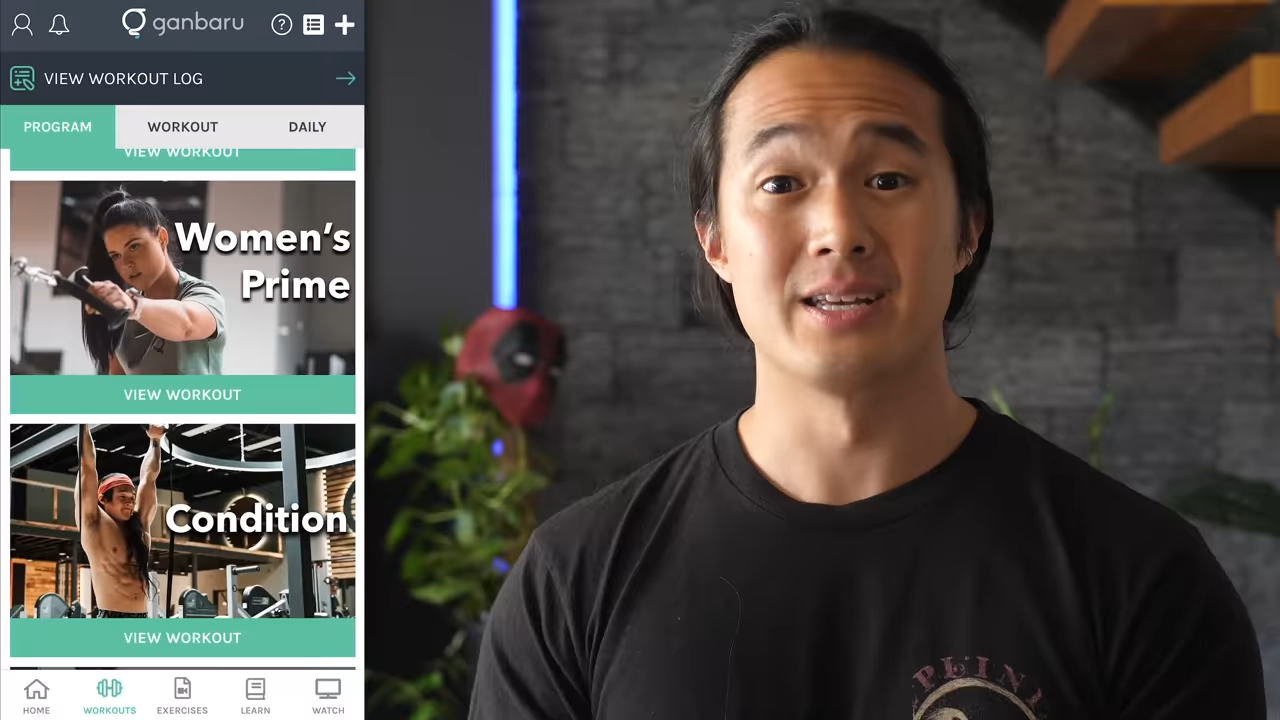 ganbaru
VIEW WORKOUT LOG
PROGRAM WORKOUT DAILY
VIEW WORKOUT
Women's
Prime
VIEW WORKOUT
Condition
VIEW WORKOUT
HOME WORKOUTS EXERCISES LEARN WATCH